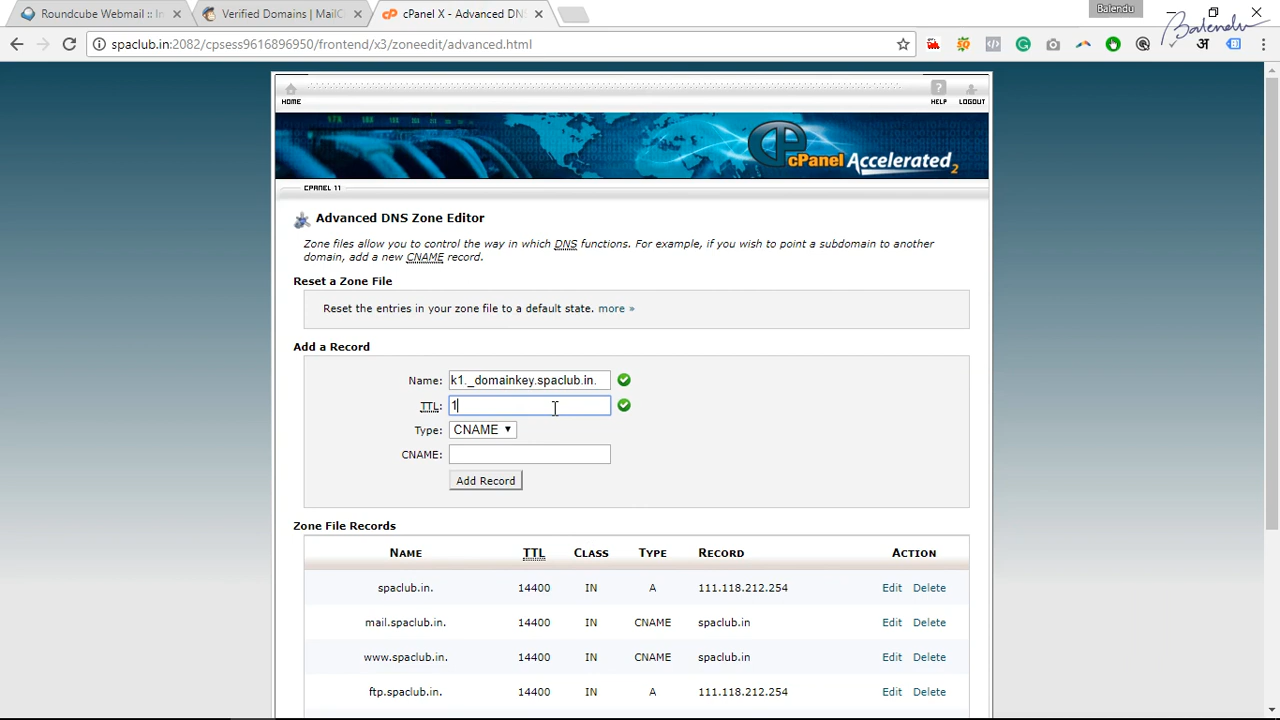 Roundcube Webmail :: In
Verified Domains | MailC
cPanel X - Advanced DN
Balendu
spaclub.in:2082/cpsess9616896950/frontend/x3/zoneedit/advanced.html
Balendu
अ
HOME
HELP
LOGOUT
cPanel Accelerated2
CPANEL 11
Advanced DNS Zone Editor
Zone files allow you to control the way in which DNS functions. For example, if you wish to point a subdomain to another
domain, add a new CNAME record.
Reset a Zone File
Reset the entries in your zone file to a default state. more »
Add a Record
Name: k1._domainkey.spaclub.in.
TTL: 1
Type: CNAME
CNAME:
Add Record
Zone File Records
NAME TTL CLASS TYPE RECORD ACTION
spaclub.in. 14400 IN A 111.118.212.254 Edit Delete
mail.spaclub.in. 14400 IN CNAME spaclub.in Edit Delete
www.spaclub.in. 14400 IN CNAME spaclub.in Edit Delete
ftp.spaclub.in. 14400 IN A 111.118.212.254 Edit Delete